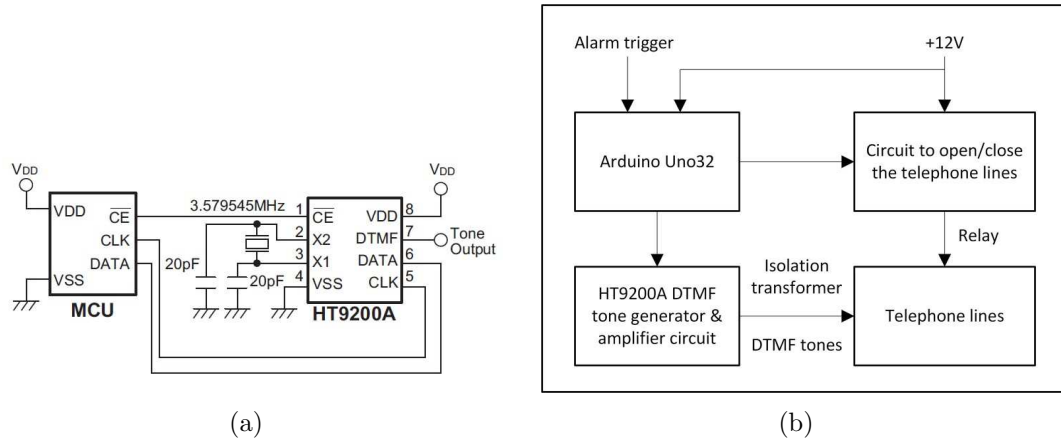 VDD
VDD
VSS
CE
CLK
DATA
MCU
3.579545MHz
20pF
20pF
1
2
3
4
CE
X2
X1
VSS
VDD
DTMF
DATA
CLK
8
7
6
5
HT9200A
VDD
Tone
Output
(a)
Alarm trigger
+12V
Arduino Uno32
Circuit to open/close
the telephone lines
Relay
Isolation
transformer
HT9200A DTMF
tone generator &
amplifier circuit
DTMF tones
Telephone lines
(b)